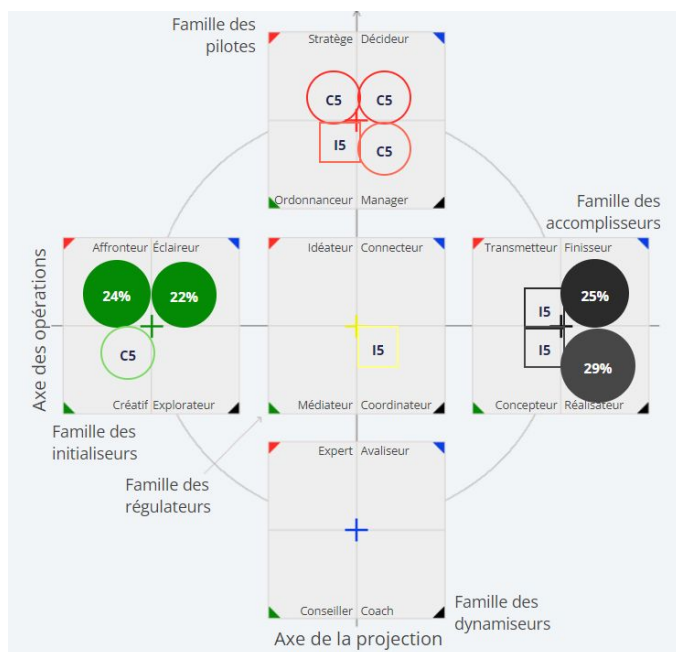 Famille des
pilotes
Stratège Décideur
C5 C5
I5 C5
Ordonnanceur Manager
Famille des
accomplisseurs
Axe des opérations
Affronteur Éclaireur
24% 22%
C5
Créatif Explorateur
Idéateur Connecteur
I5
Médiateur Coordinateur
Transmetteur Finisseur
I5 25%
I5 29%
Concepteur Réalisateur
Famille des
initialiseurs
Famille des
régulateurs
Expert Avaliseur
Conseiller Coach
Famille des
dynamiseurs
Axe de la projection